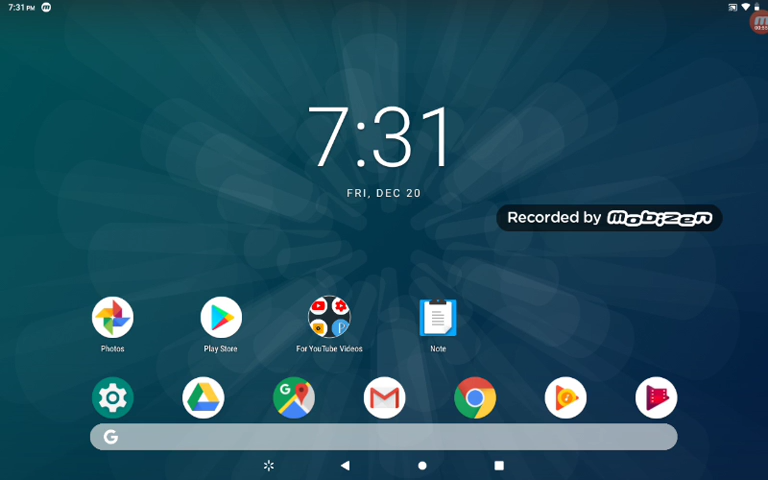 7:31 PM
7:31
FRI, DEC 20
Recorded by mobizen
Photos
Play Store
For YouTube Videos
Note
G